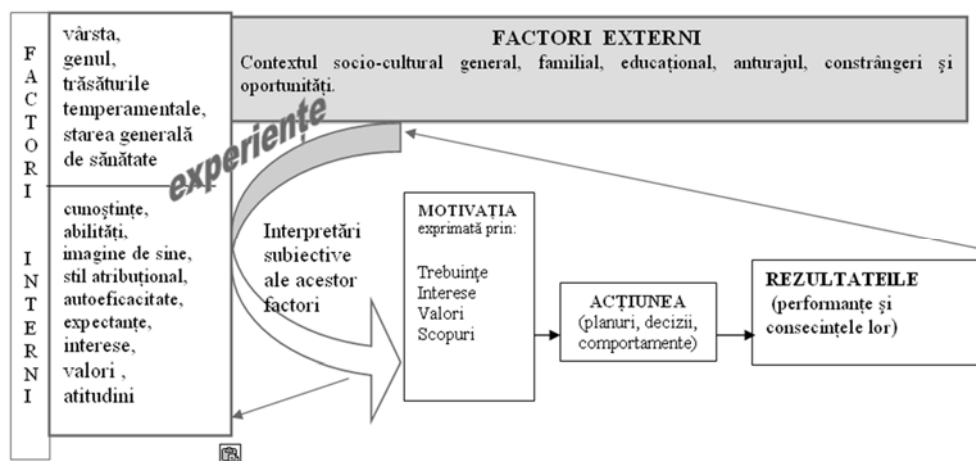 FACTORI INTERNI
vârsta,
genul,
trăsăturile
temperamentale,
starea generală
de sănătate
cunoștințe,
abilități,
imagine de sine,
stil atribuțional,
autoeficacitate,
expectanțe,
interese,
valori ,
atitudini
FACTORI EXTERNI
Contextul socio-cultural general, familial, educațional, anturajul, constrângeri și
oportunități.
experiențe
Interpretări
subiective
ale acestor
factori
MOTIVAȚIA
exprimată prin:
Trebuințe
Interese
Valori
Scopuri
ACȚIUNEA
(planuri, decizii,
comportamente)
REZULTATEILE
(performanțe și
consecințele lor)